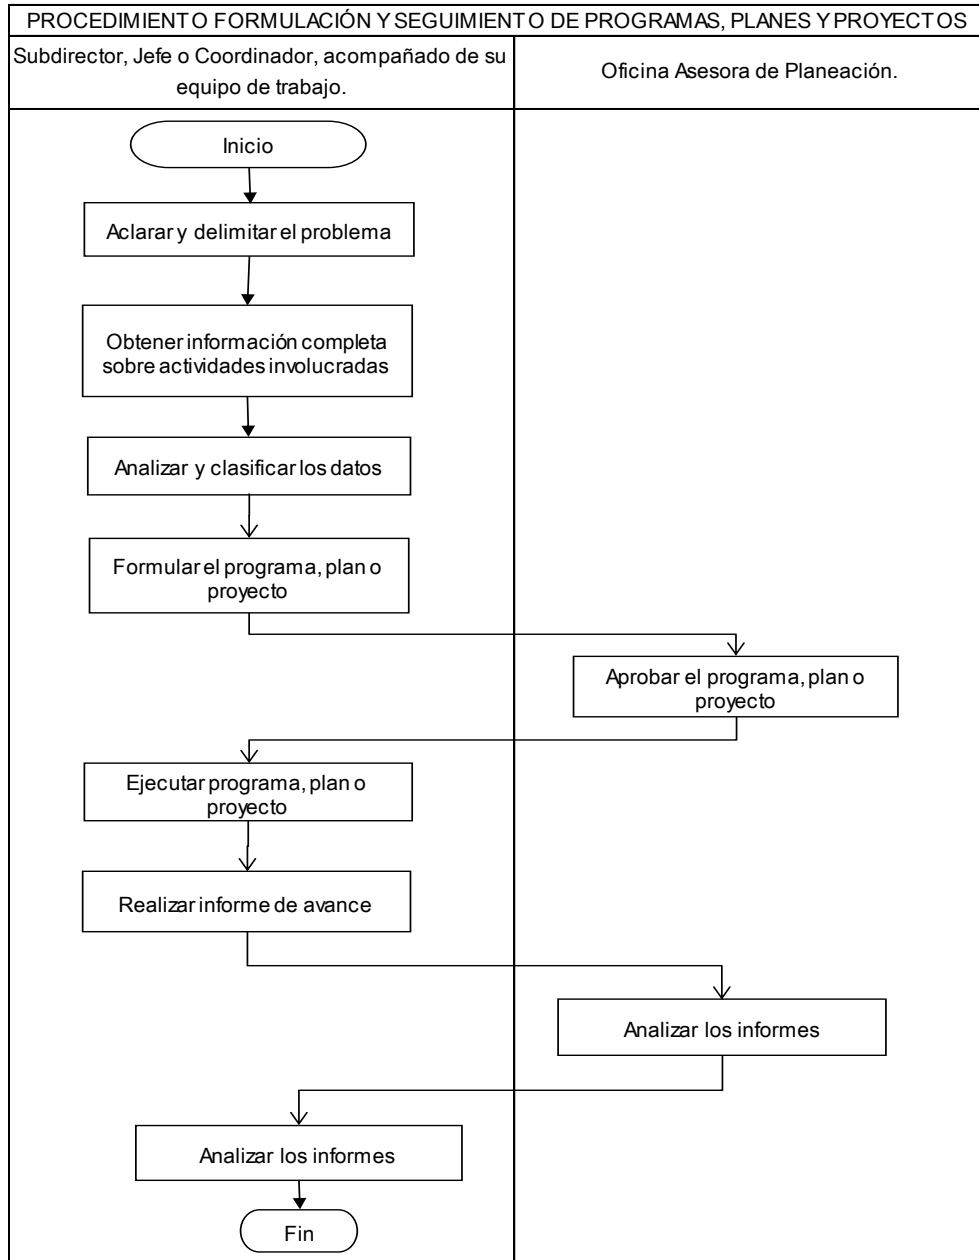 PROCEDIMIENTO FORMULACIÓN Y SEGUIMIENTO DE PROGRAMAS, PLANES Y PROYECTOS
Subdirector, Jefe o Coordinador, acompañado de su
equipo de trabajo.
Oficina Asesora de Planeación.
Inicio
Aclarar y delimitar el problema
Obtener información completa
sobre actividades involucradas
Analizar y clasificar los datos
Formular el programa, plan o
proyecto
Aprobar el programa, plan o
proyecto
Ejecutar programa, plan o
proyecto
Realizar informe de avance
Analizar los informes
Analizar los informes
Fin